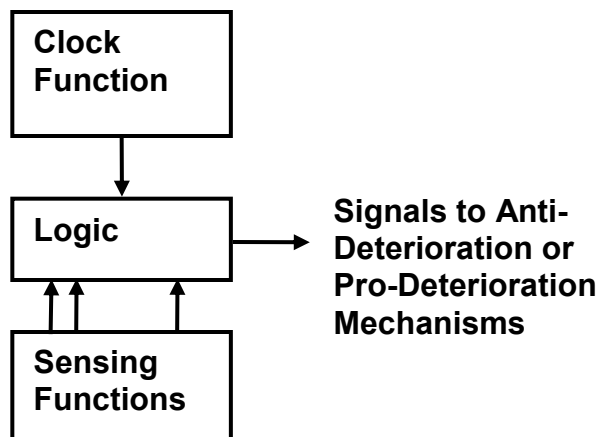 Clock
Function
Logic
Signals to Anti-
Deterioration or
Pro-Deterioration
Mechanisms
Sensing
Functions